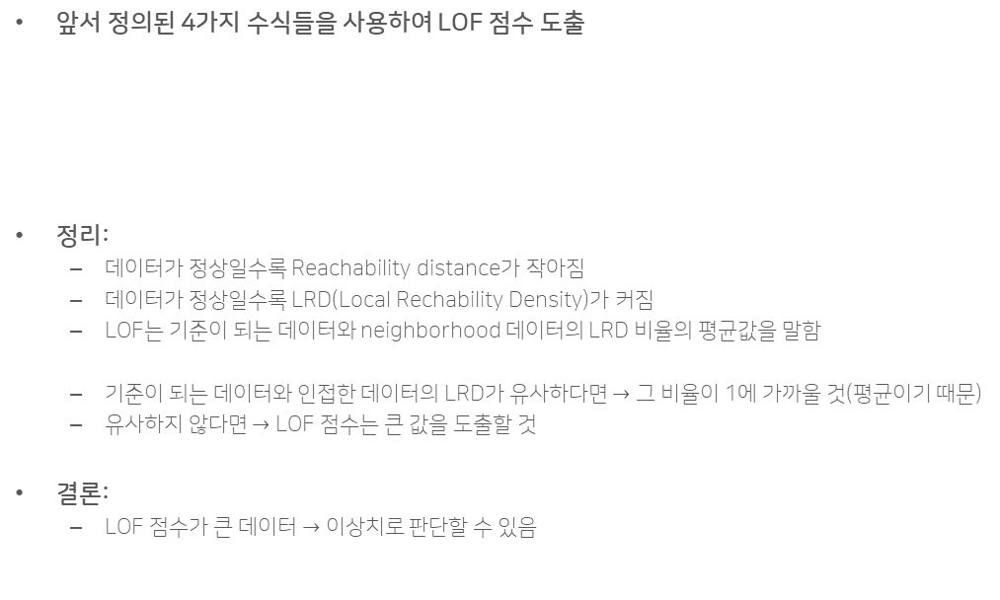 • 앞서 정의된 4가지 수식들을 사용하여 LOF 점수 도출
• 정리:
– 데이터가 정상일수록 Reachability distance가 작아짐
– 데이터가 정상일수록 LRD(Local Rechability Density)가 커짐
– LOF는 기준이 되는 데이터와 neighborhood 데이터의 LRD 비율의 평균값을 말함
– 기준이 되는 데이터와 인접한 데이터의 LRD가 유사하다면 → 그 비율이 1에 가까울 것(평균이기 때문)
– 유사하지 않다면 → LOF 점수는 큰 값을 도출할 것
• 결론:
– LOF 점수가 큰 데이터 → 이상치로 판단할 수 있음